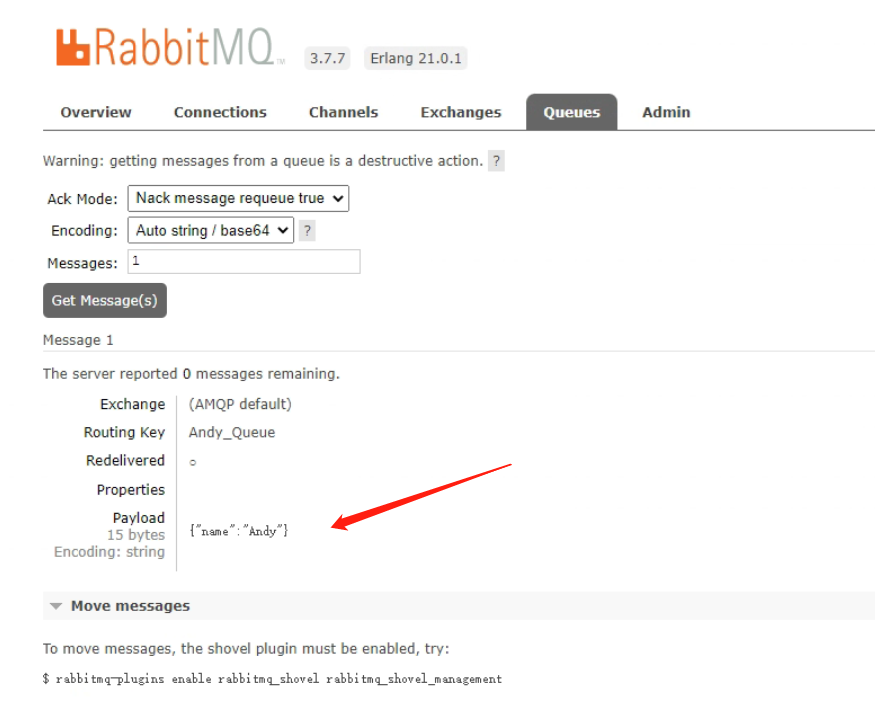 RabbitMQ TM 3.7.7 Erlang 21.0.1
Overview Connections Channels Exchanges Queues Admin
Warning: getting messages from a queue is a destructive action. ?
Ack Mode: Nack message requeue true
Encoding: Auto string / base64 ?
Messages: 1
Get Message(s)
Message 1
The server reported 0 messages remaining.
Exchange (AMQP default)
Routing Key Andy_Queue
Redelivered ○
Properties
Payload
15 bytes
Encoding: string
{"name":"Andy"}
Move messages
To move messages, the shovel plugin must be enabled, try:
$ rabbitmq-plugins enable rabbitmq_shovel rabbitmq_shovel_management